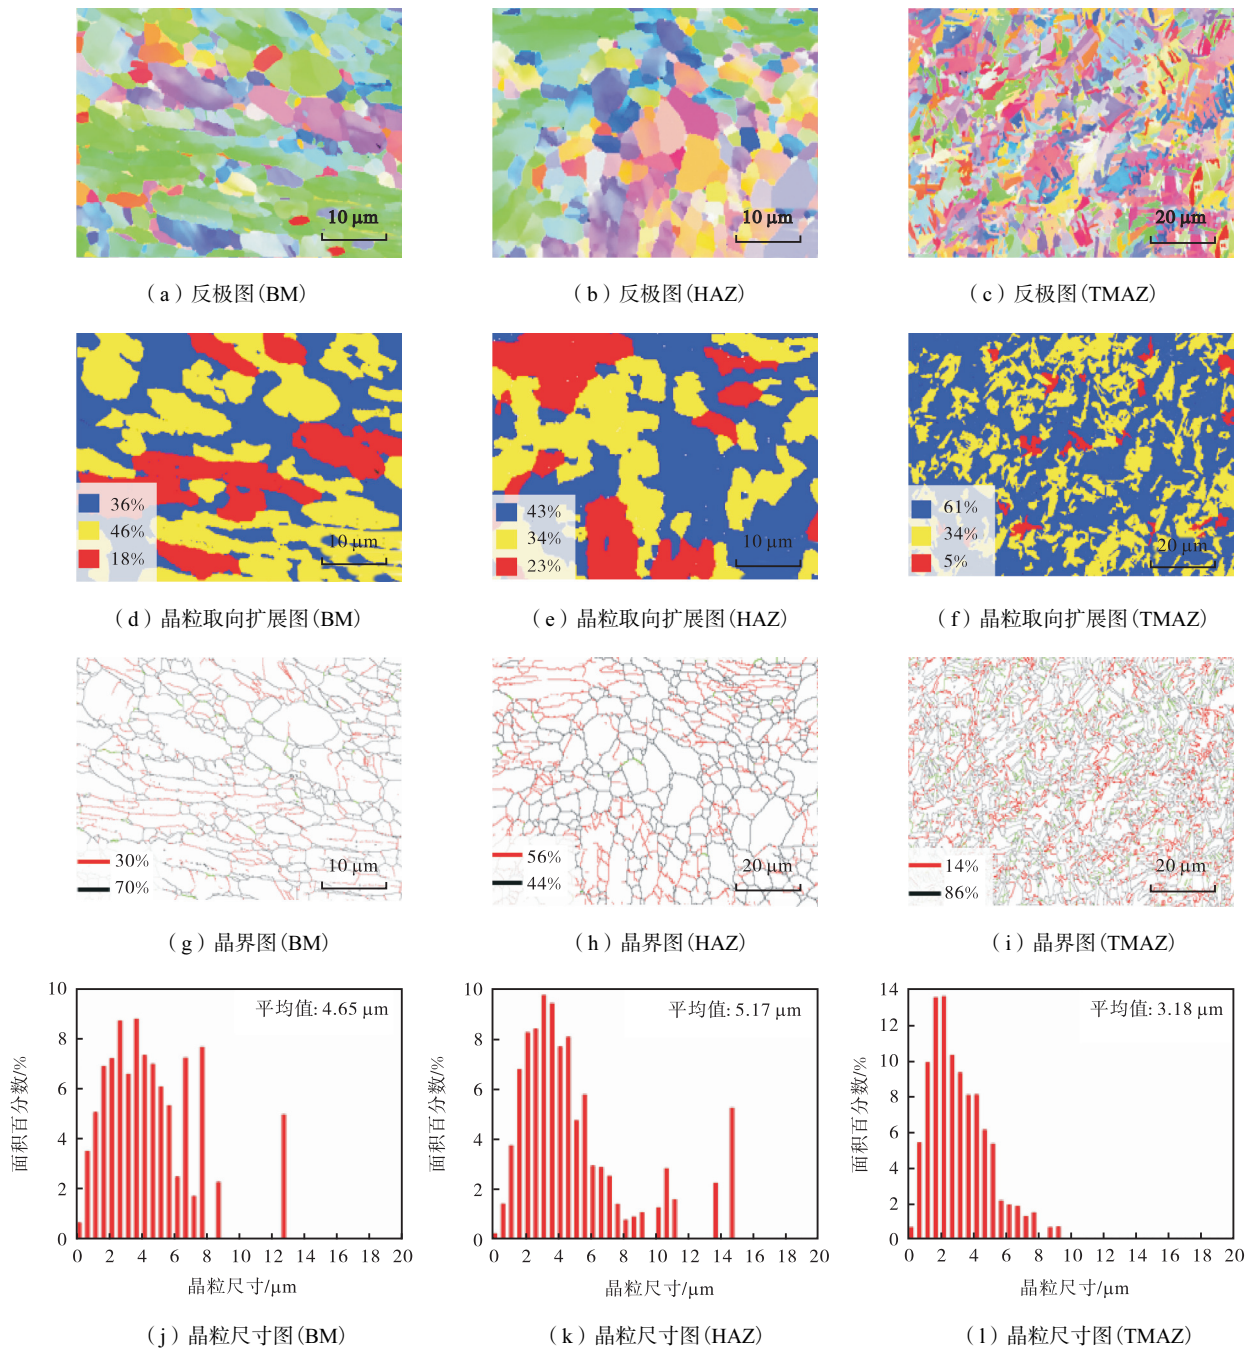 10 μm
10 μm
20 μm
(a)反极图(BM)
(b)反极图(HAZ)
(c)反极图(TMAZ)
36%
46%
18%
10 μm
43%
34%
23%
10 μm
61%
34%
5%
20 μm
(d)晶粒取向扩展图(BM)
(e)晶粒取向扩展图(HAZ)
(f)晶粒取向扩展图(TMAZ)
30%
70%
10 μm
56%
44%
20 μm
14%
86%
20 μm
(g)晶界图(BM)
(h)晶界图(HAZ)
(i)晶界图(TMAZ)
平均值: 4.65 μm
面积百分数/%
10
8
6
4
2
0
0 2 4 6 8 10 12 14 16 18 20
晶粒尺寸/μm
平均值: 5.17 μm
面积百分数/%
10
8
6
4
2
0
0 2 4 6 8 10 12 14 16 18 20
晶粒尺寸/μm
平均值: 3.18 μm
面积百分数/%
14
12
10
8
6
4
2
0
0 2 4 6 8 10 12 14 16 18 20
晶粒尺寸/μm
(j)晶粒尺寸图(BM)
(k)晶粒尺寸图(HAZ)
(l)晶粒尺寸图(TMAZ)